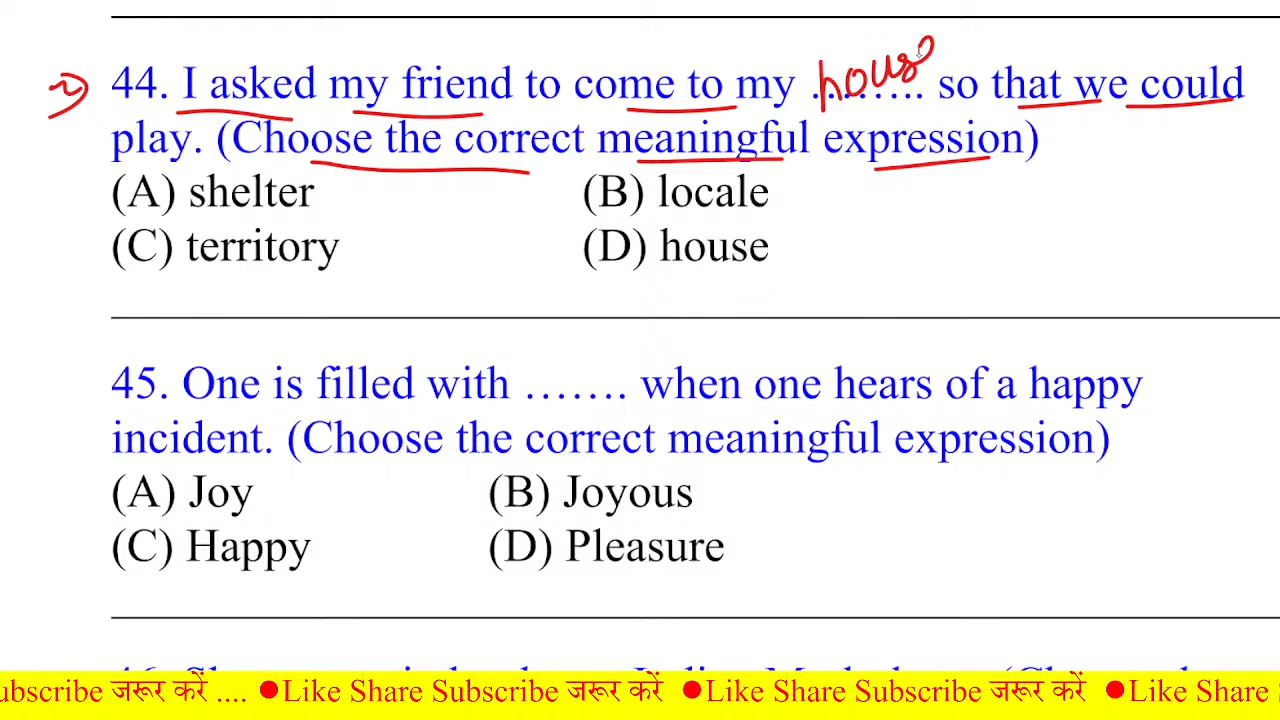 44. I asked my friend to come to my ........ so that we could
house
play. (Choose the correct meaningful expression)
(A) shelter (B) locale
(C) territory (D) house
45. One is filled with ……. when one hears of a happy
incident. (Choose the correct meaningful expression)
(A) Joy (B) Joyous
(C) Happy (D) Pleasure
46.
ubscribe जरूर करें .... ●Like Share Subscribe जरूर करें ●Like Share Subscribe जरूर करें ●Like Share S